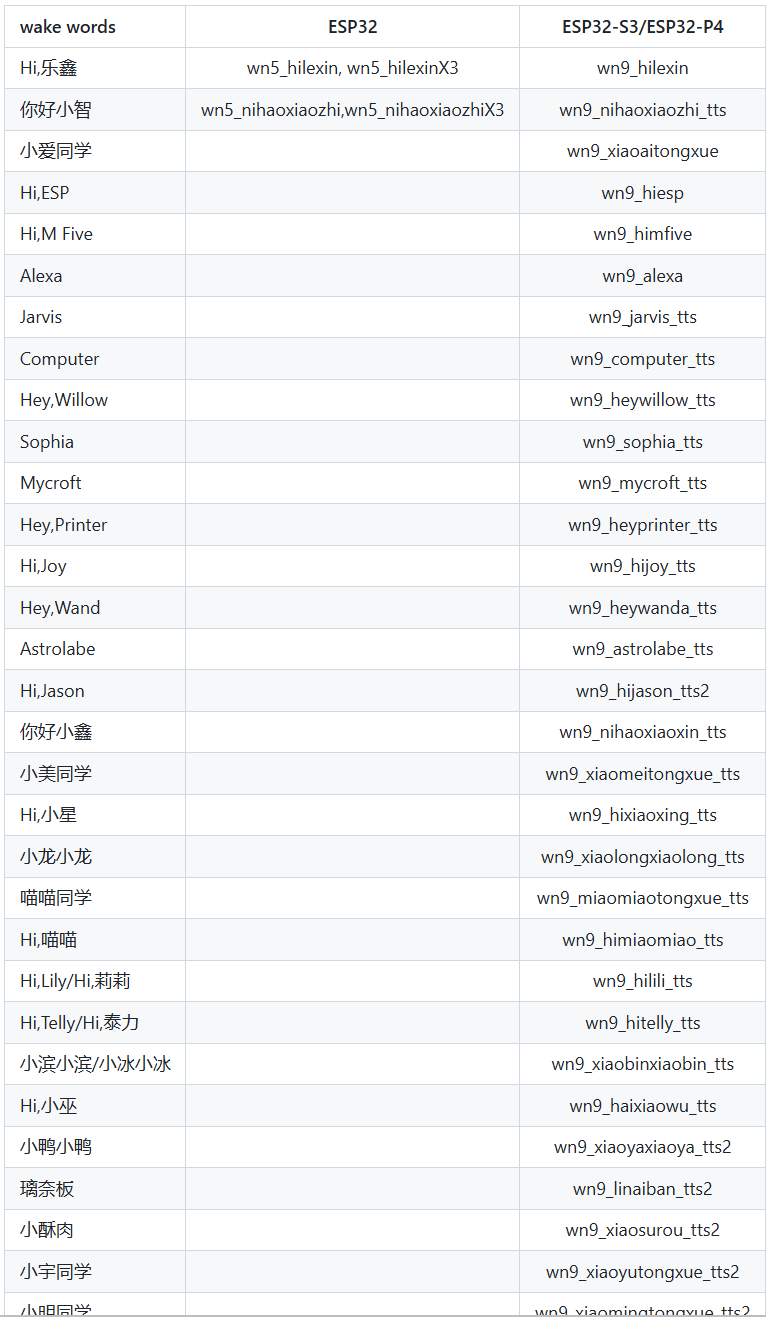 wake words ESP32 ESP32-S3/ESP32-P4
Hi,乐鑫 wn5_hilexin, wn5_hilexinX3 wn9_hilexin
你好小智 wn5_nihaoxiaozhi,wn5_nihaoxiaozhiX3 wn9_nihaoxiaozhi_tts
小爱同学 wn9_xiaoaitongxue
Hi,ESP wn9_hiesp
Hi,M Five wn9_himfive
Alexa wn9_alexa
Jarvis wn9_jarvis_tts
Computer wn9_computer_tts
Hey,Willow wn9_heywillow_tts
Sophia wn9_sophia_tts
Mycroft wn9_mycroft_tts
Hey,Printer wn9_heyprinter_tts
Hi,Joy wn9_hijoy_tts
Hey,Wand wn9_heywanda_tts
Astrolabe wn9_astrolabe_tts
Hi,Jason wn9_hijason_tts2
你好小鑫 wn9_nihaoxiaoxin_tts
小美同学 wn9_xiaomeitongxue_tts
Hi,小星 wn9_hixiaoxing_tts
小龙小龙 wn9_xiaolongxiaolong_tts
喵喵同学 wn9_miaomiaotongxue_tts
Hi,喵喵 wn9_himiaomiao_tts
Hi,Lily/Hi,莉莉 wn9_hilili_tts
Hi,Telly/Hi,泰力 wn9_hitelly_tts
小滨小滨/小冰小冰 wn9_xiaobinxiaobin_tts
Hi,小巫 wn9_haixiaowu_tts
小鸭小鸭 wn9_xiaoyaxiaoya_tts2
璃奈板 wn9_linaiban_tts2
小酥肉 wn9_xiaosurou_tts2
小宇同学 wn9_xiaoyutongxue_tts2
小明同学 wn9_xiaomingtongxue_tts2